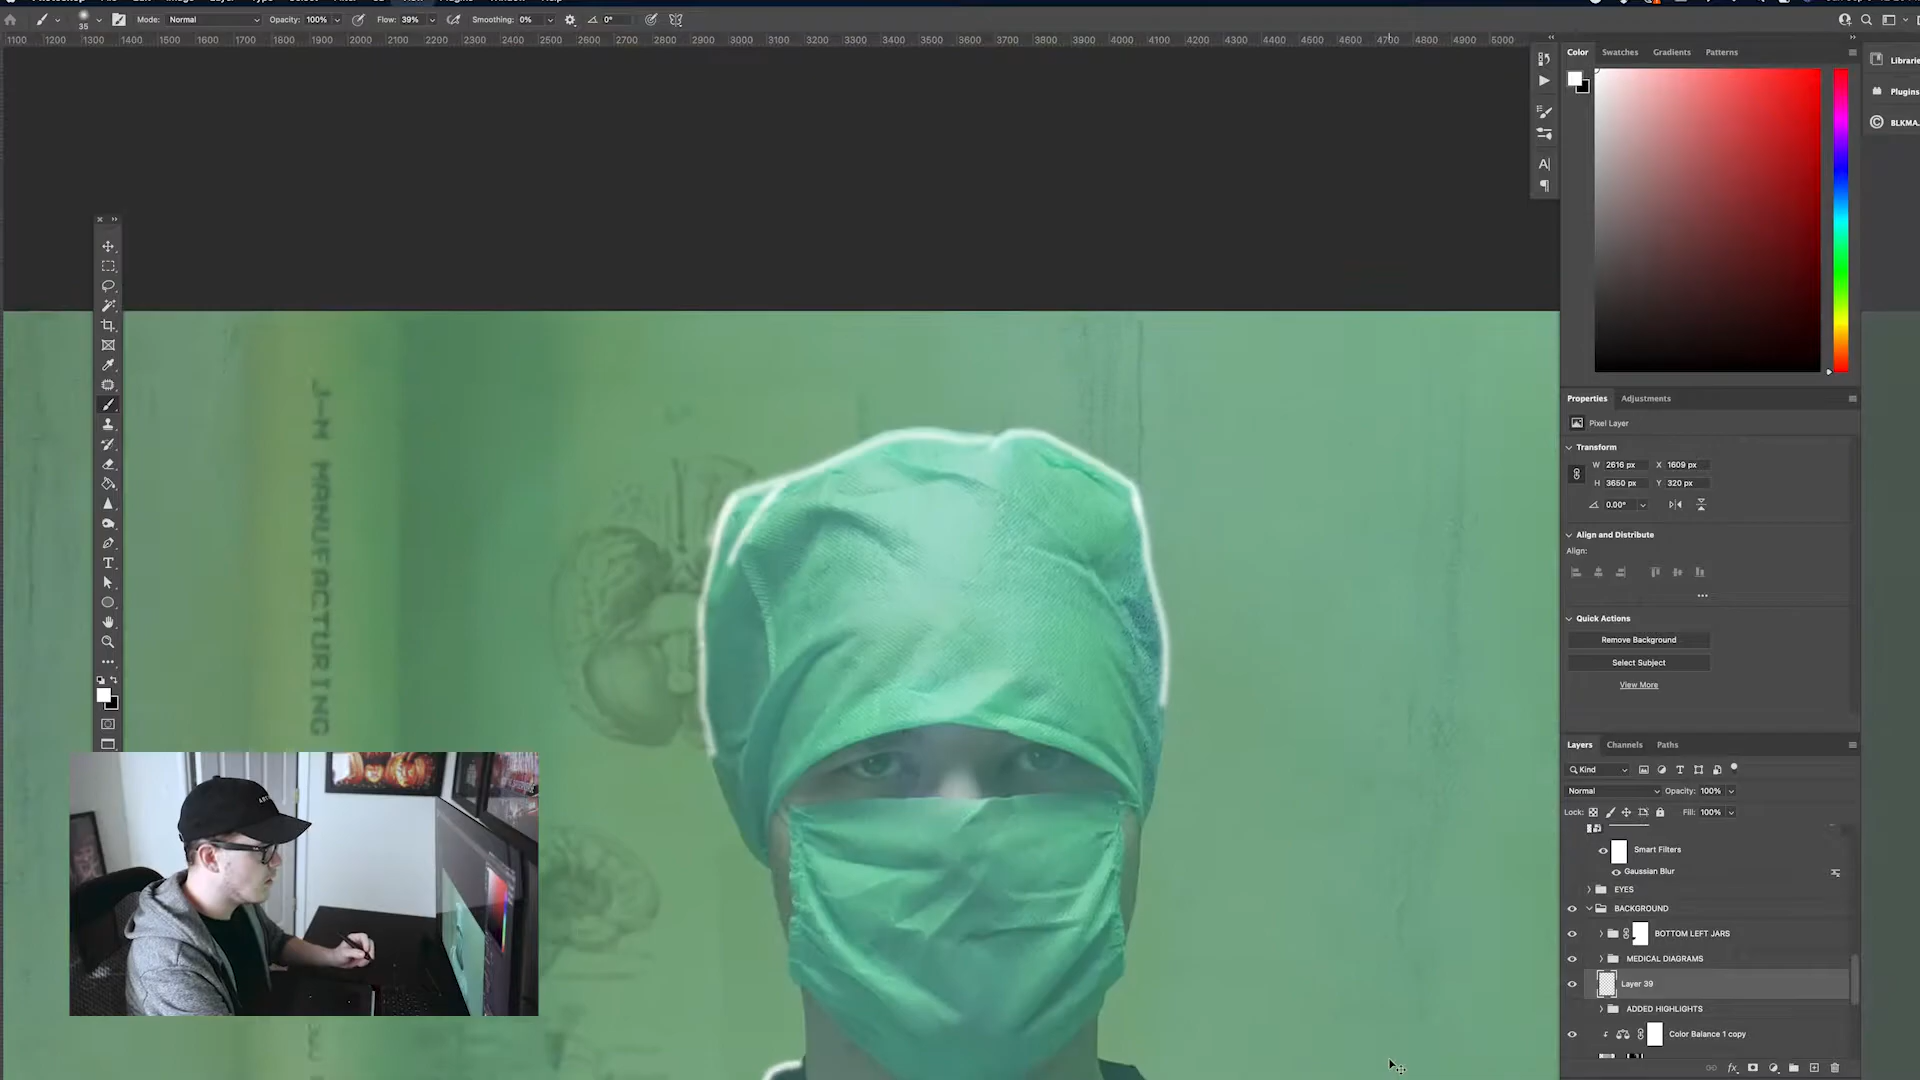 Mode: Normal Opacity: 100% Flow: 39% Smoothing: 0% 0°
35
1100 1200 1300 1400 1500 1600 1700 1800 1900 2000 2100 2200 2300 2400 2500 2600 2700 2800 2900 3000 3100 3200 3300 3400 3500 3600 3700 3800 3900 4000 4100 4200 4300 4400 4500 4600 4700 4800 4900 5000
Color Swatches Gradients Patterns
Librarie
Plugins
BLKMA
Properties Adjustments
Pixel Layer
Transform
W 2616 px X 1609 px
H 3650 px Y 320 px
0.00°
Align and Distribute
Align:
Quick Actions
Remove Background
Select Subject
View More
J-M MANUFACTURING
Layers Channels Paths
Kind
Normal Opacity: 100%
Lock: Fill: 100%
Smart Filters
Gaussian Blur
EYES
BACKGROUND
BOTTOM LEFT JARS
MEDICAL DIAGRAMS
Layer 39
ADDED HIGHLIGHTS
Color Balance 1 copy